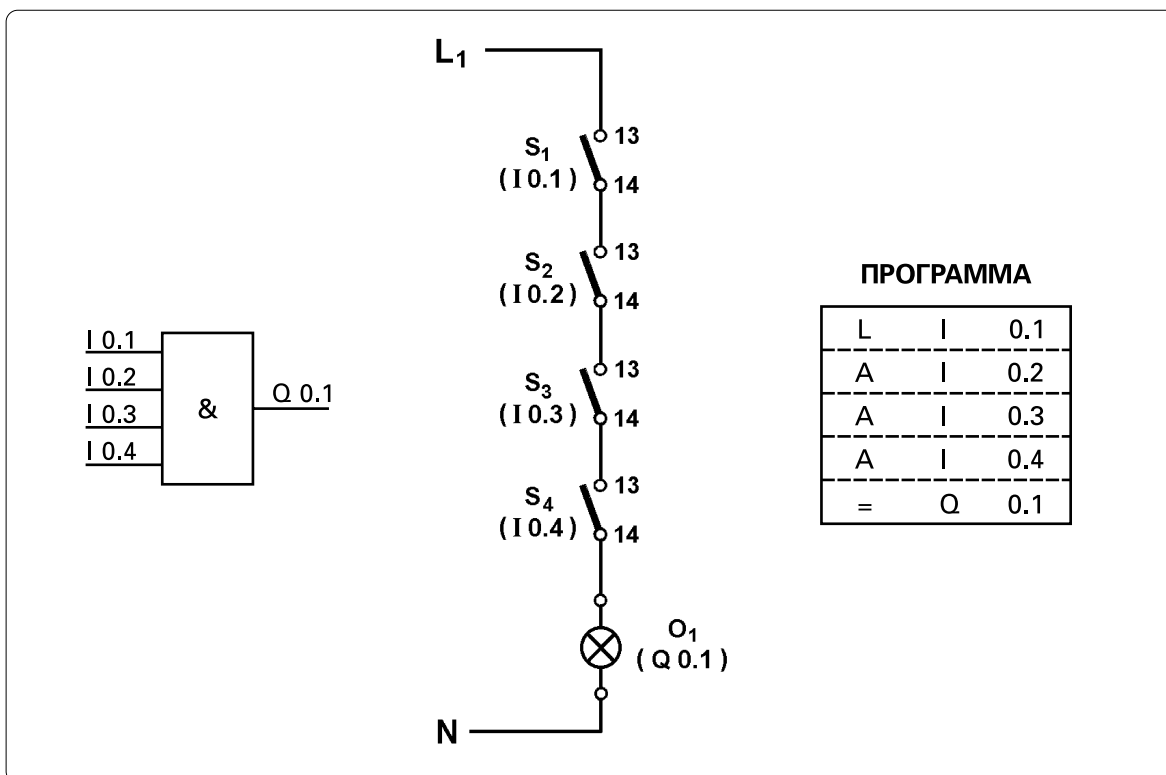 L₁
S₁
(I 0.1)
13
14
S₂
(I 0.2)
13
14
S₃
(I 0.3)
13
14
S₄
(I 0.4)
13
14
O₁
(Q 0.1)
N
I 0.1
I 0.2
I 0.3
I 0.4
&
Q 0.1
ПРОГРАММА
L I 0.1
A I 0.2
A I 0.3
A I 0.4
= Q 0.1